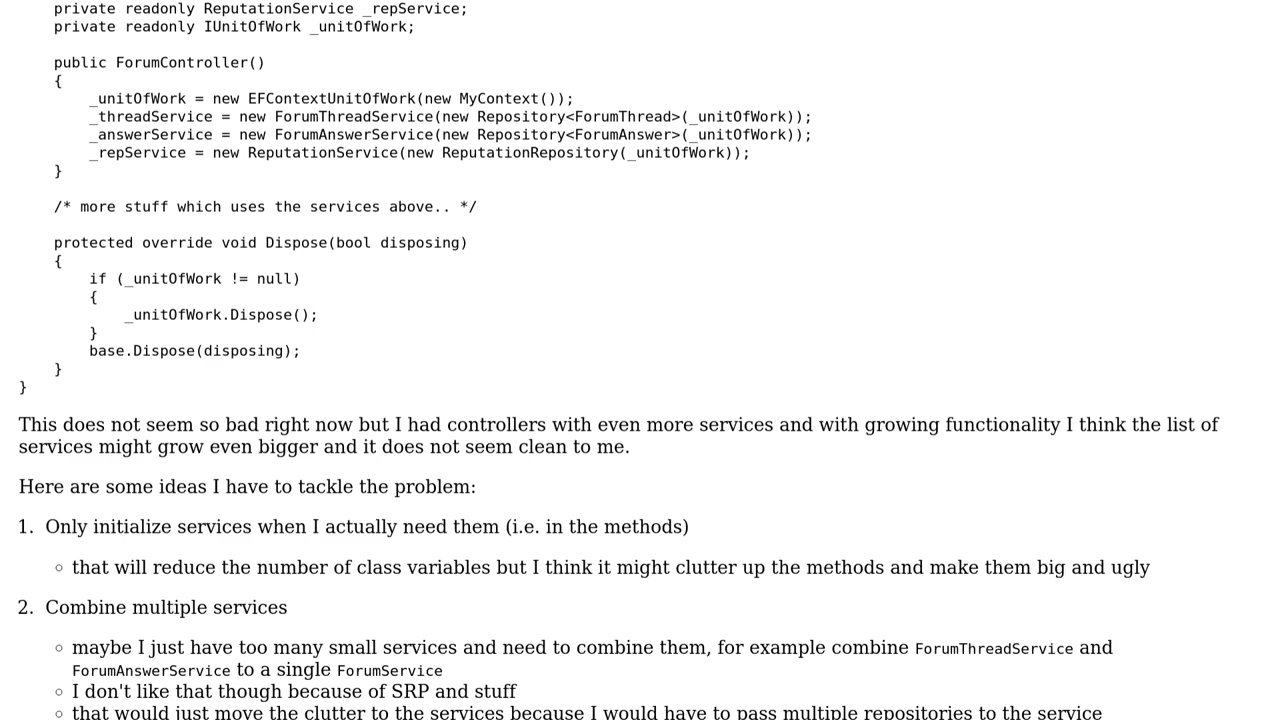 private readonly ReputationService _repService;
private readonly IUnitOfWork _unitOfWork;
public ForumController()
{
_unitOfWork = new EFContextUnitOfWork(new MyContext());
_threadService = new ForumThreadService(new Repository<ForumThread>(_unitOfWork));
_answerService = new ForumAnswerService(new Repository<ForumAnswer>(_unitOfWork));
_repService = new ReputationService(new ReputationRepository(_unitOfWork));
}
/* more stuff which uses the services above.. */
protected override void Dispose(bool disposing)
{
if (_unitOfWork != null)
{
_unitOfWork.Dispose();
}
base.Dispose(disposing);
}
}
This does not seem so bad right now but I had controllers with even more services and with growing functionality I think the list of
services might grow even bigger and it does not seem clean to me.
Here are some ideas I have to tackle the problem:
1. Only initialize services when I actually need them (i.e. in the methods)
◦ that will reduce the number of class variables but I think it might clutter up the methods and make them big and ugly
2. Combine multiple services
◦ maybe I just have too many small services and need to combine them, for example combine ForumThreadService and
ForumAnswerService to a single ForumService
◦ I don't like that though because of SRP and stuff
◦ that would just move the clutter to the services because I would have to pass multiple repositories to the service